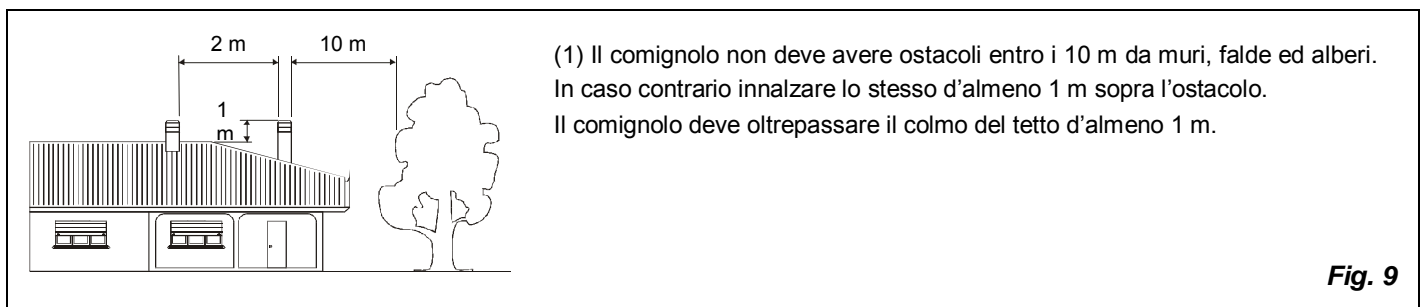 2 m
10 m
1
m
(1) Il comignolo non deve avere ostacoli entro i 10 m da muri, falde ed alberi.
In caso contrario innalzare lo stesso d'almeno 1 m sopra l'ostacolo.
Il comignolo deve oltrepassare il colmo del tetto d'almeno 1 m.
Fig. 9